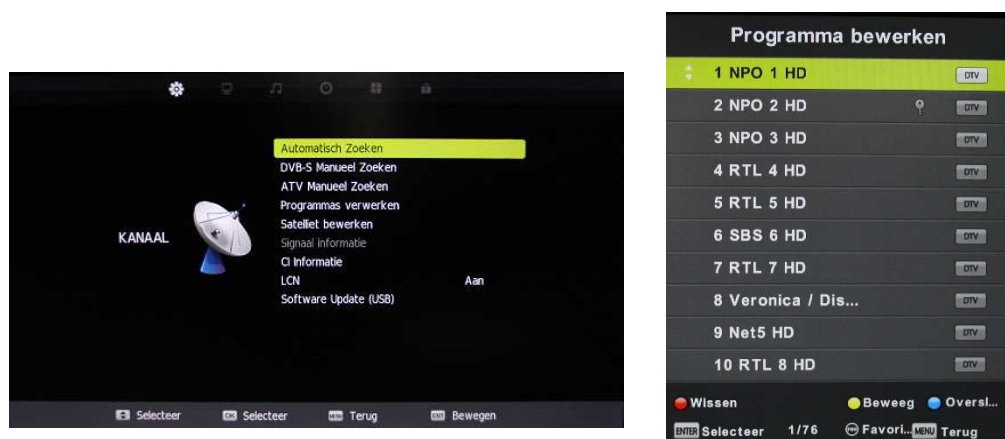 KANAAL
Automatisch Zoeken
DVB-S Manueel Zoeken
ATV Manueel Zoeken
Programmas verwerken
Satelliet bewerken
Signaal informatie
CI Informatie
LCN Aan
Software Update (USB)
Selecteer OK Selecteer MENU Terug EXIT Bewegen
Programma bewerken
1 NPO 1 HD DTV
2 NPO 2 HD DTV
3 NPO 3 HD DTV
4 RTL 4 HD DTV
5 RTL 5 HD DTV
6 SBS 6 HD DTV
7 RTL 7 HD DTV
8 Veronica / Dis... DTV
9 Net5 HD DTV
10 RTL 8 HD DTV
Wissen Beweeg Oversl...
ENTER Selecteer 1/76 Favori... MENU Terug